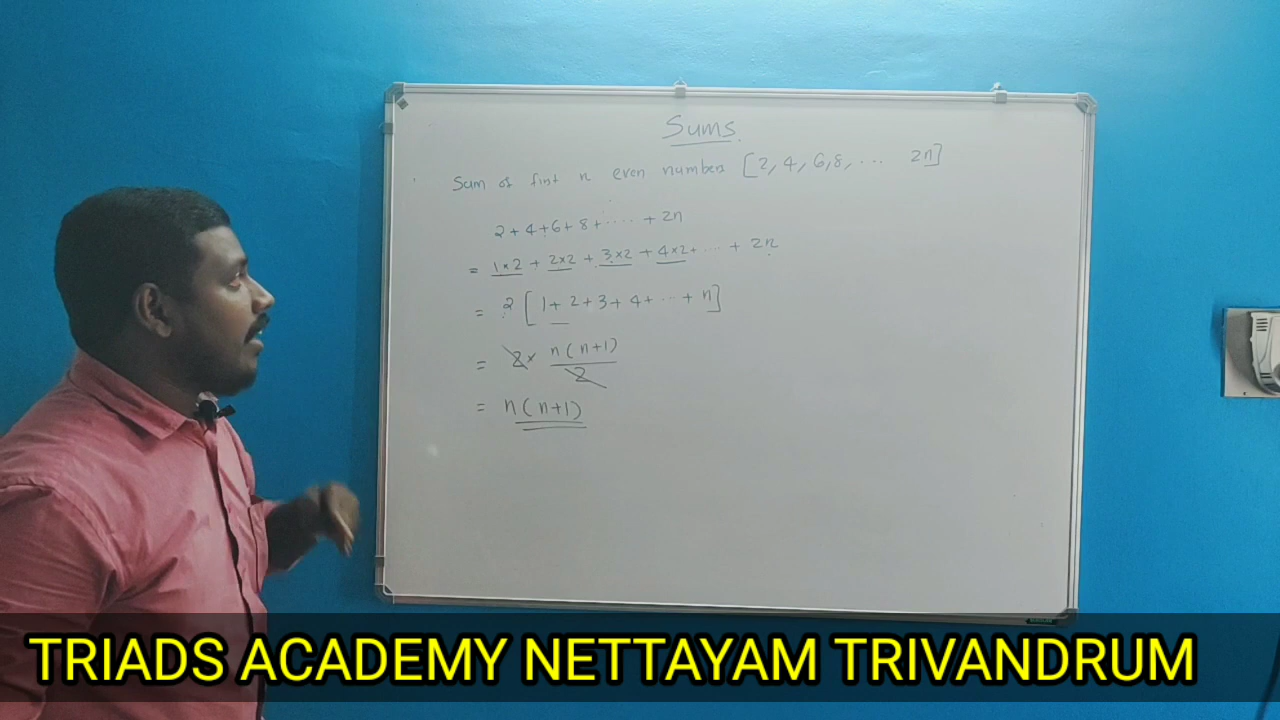 Sums.
Sum of first n even numbers [2, 4, 6, 8, ... 2n]
2 + 4 + 6 + 8 + ..... + 2n
= 1×2 + 2×2 + 3×2 + 4×2 + .... + 2n
= 2 [ 1 + 2 + 3 + 4 + ... + n]
= 2 × n(n+1) / 2
= n(n+1)
TRIADS ACADEMY NETTAYAM TRIVANDRUM